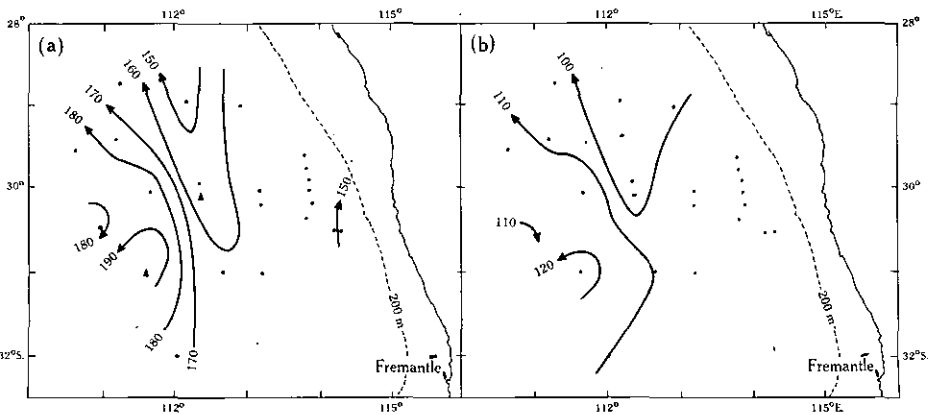 112° 115° 112° 115°E
28° 28°
(a) (b)
150 160 170 180
100 110
30° 30°
150
180 190
110 120
200 m 200 m
180 170
32°S. 32°S.
Fremantle Fremantle
112° 115° 112° 115°E